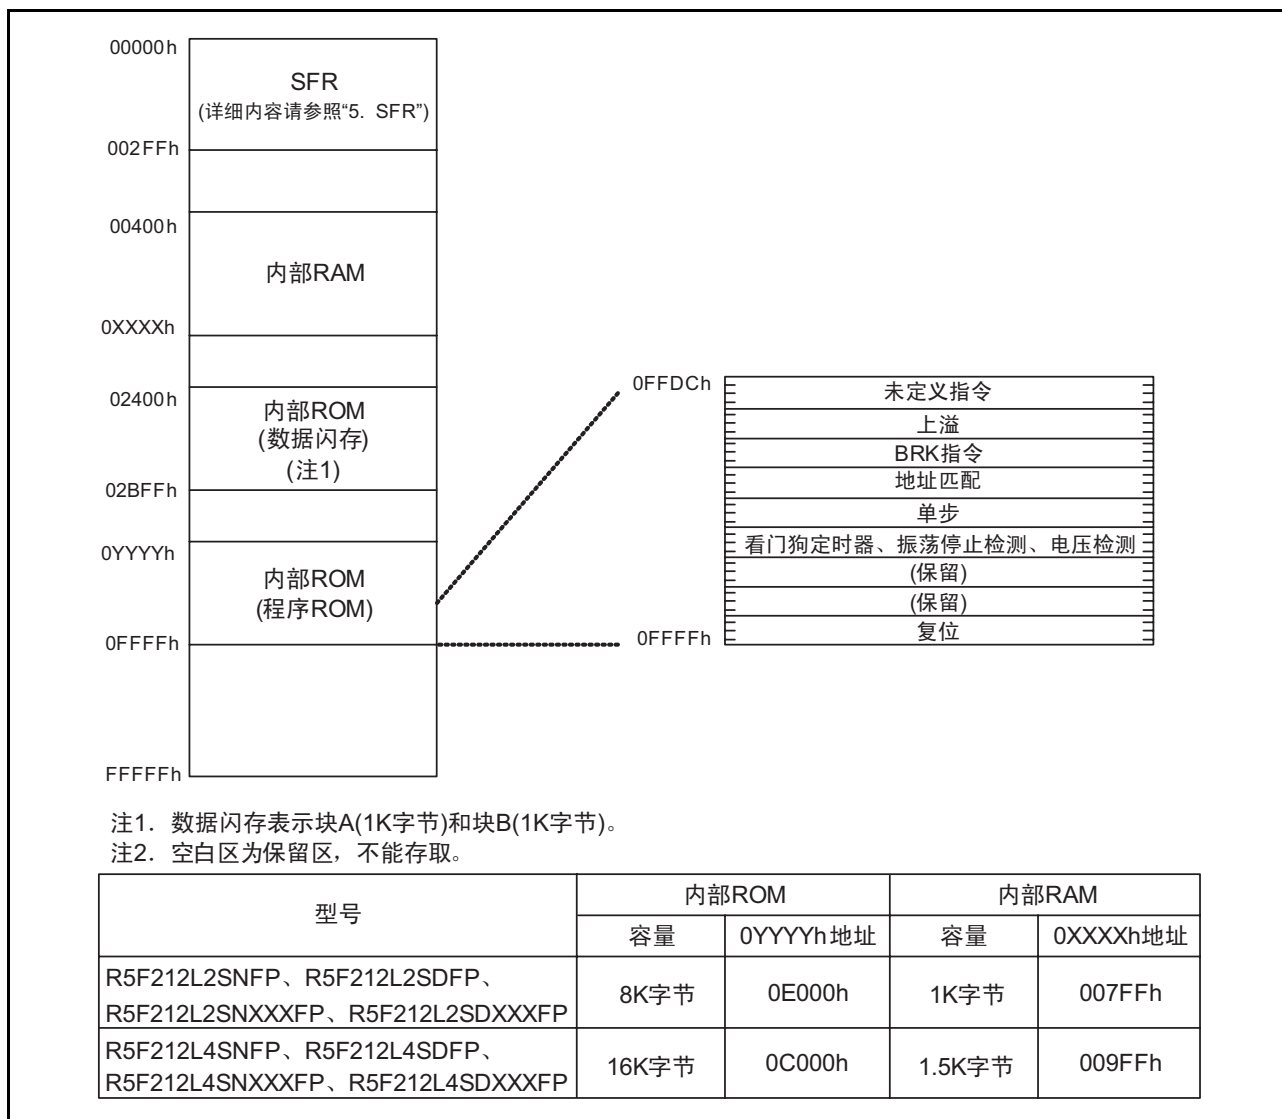 00000h
SFR
(详细内容请参照“5. SFR”)
002FFh
00400h
内部RAM
0XXXXh
02400h
内部ROM
(数据闪存)
(注1)
02BFFh
0YYYYh
内部ROM
(程序ROM)
0FFFFh
FFFFFh
0FFDCh
未定义指令
上溢
BRK指令
地址匹配
单步
看门狗定时器、振荡停止检测、电压检测
(保留)
(保留)
复位
0FFFFh
注1. 数据闪存表示块A(1K字节)和块B(1K字节)。
注2. 空白区为保留区，不能存取。
型号
内部ROM
内部RAM
容量
0YYYYh地址
容量
0XXXXh地址
R5F212L2SNFP、R5F212L2SDFP、
R5F212L2SNXXXFP、R5F212L2SDXXXFP
8K字节
0E000h
1K字节
007FFh
R5F212L4SNFP、R5F212L4SDFP、
R5F212L4SNXXXFP、R5F212L4SDXXXFP
16K字节
0C000h
1.5K字节
009FFh